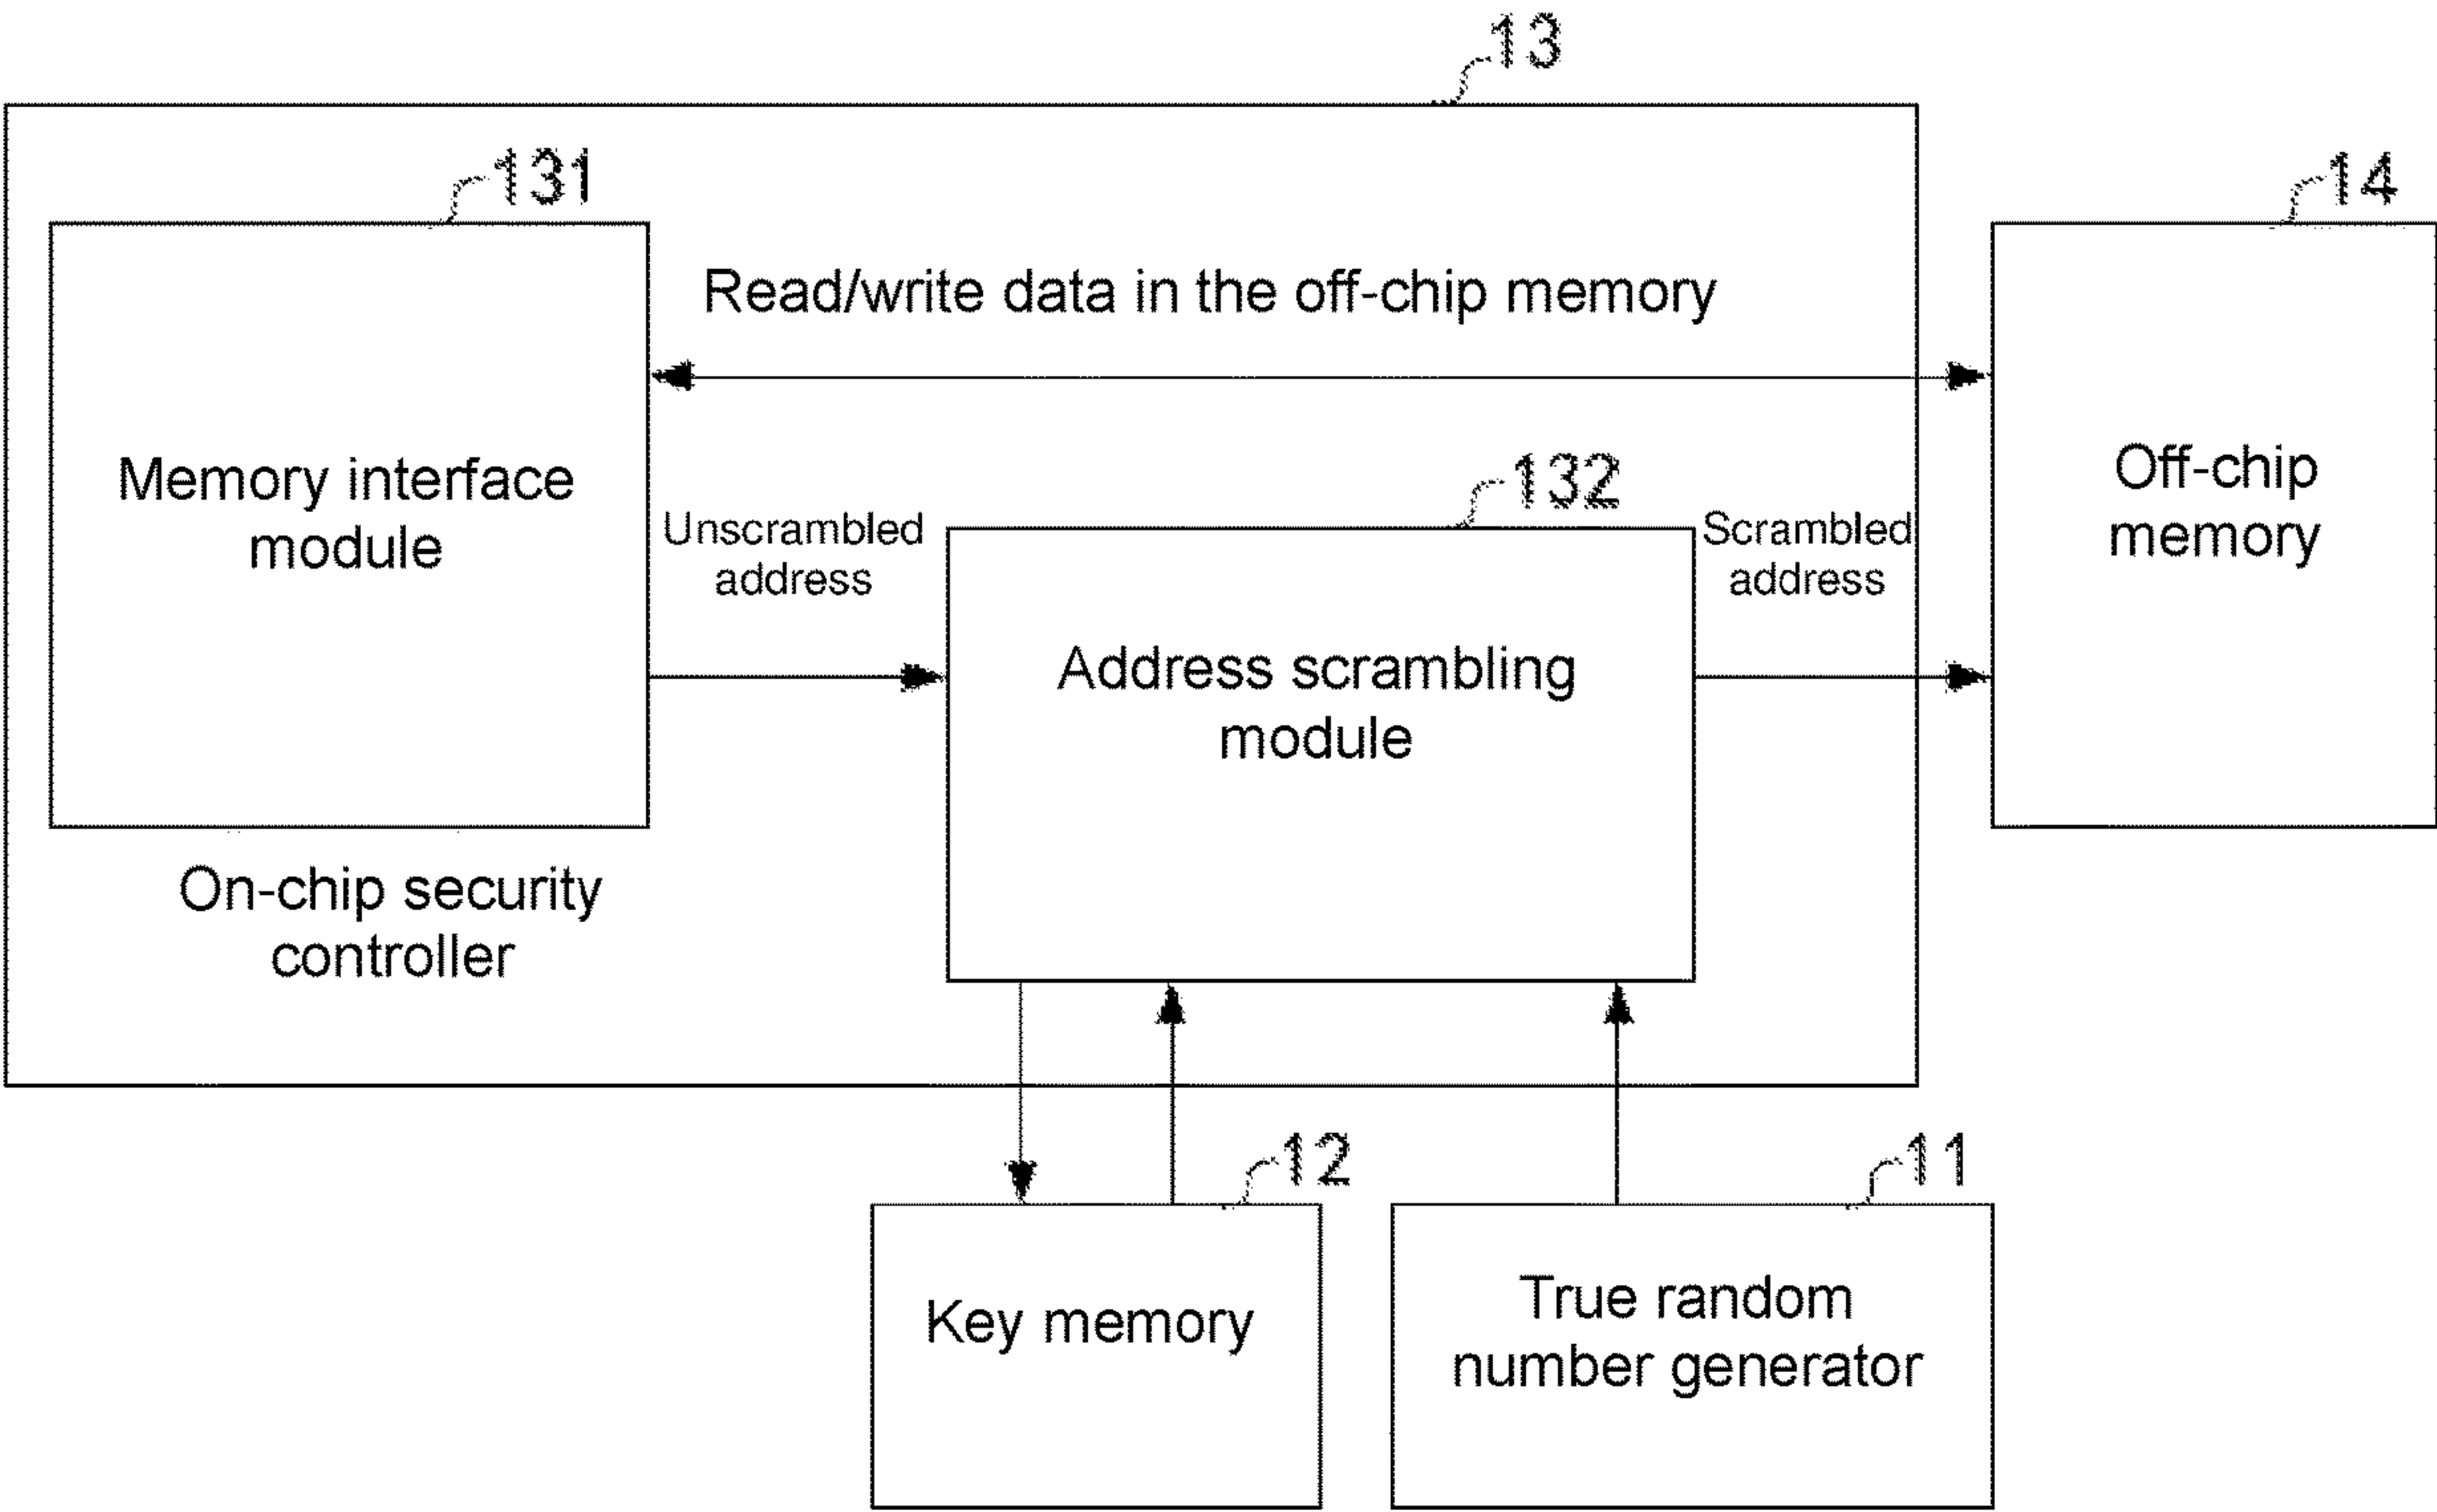 13
131
14
Read/write data in the off-chip memory
Memory interface
module
132
Off-chip
memory
Unscrambled
address
Scrambled
address
Address scrambling
module
On-chip security
controller
12
11
Key memory
True random
number generator